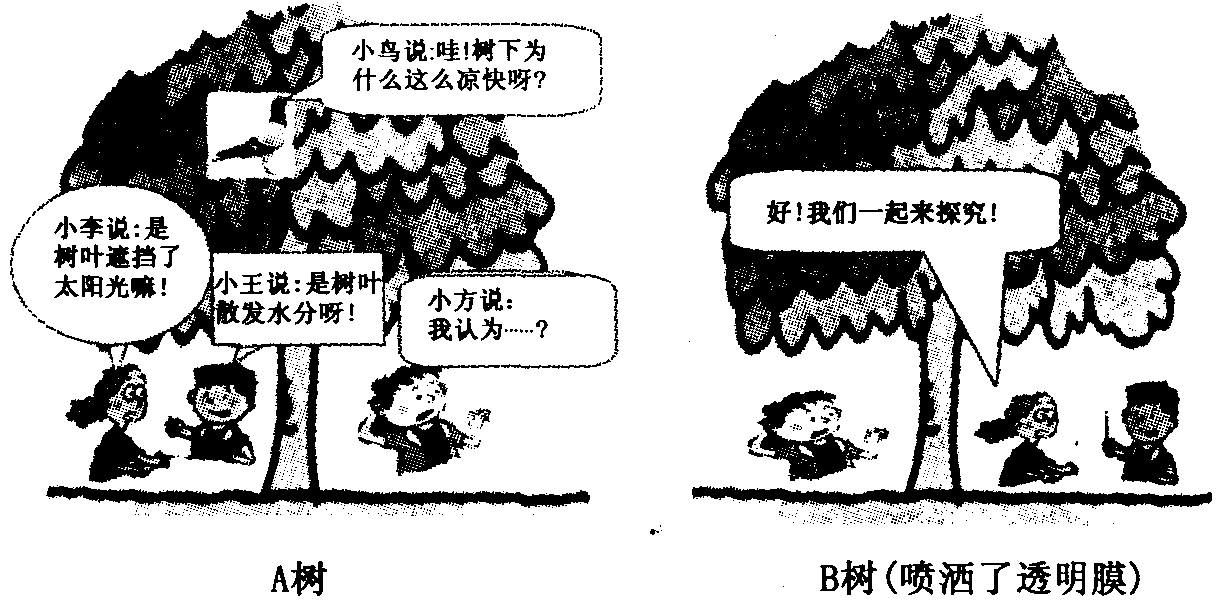 小鸟说:哇!树下为
什么这么凉快呀?
小李说:是
树叶遮挡了
太阳光嘛!
小王说:是树叶
散发水分呀!
小方说:
我认为……?
好!我们一起来探究!
A树
B树(喷洒了透明膜)